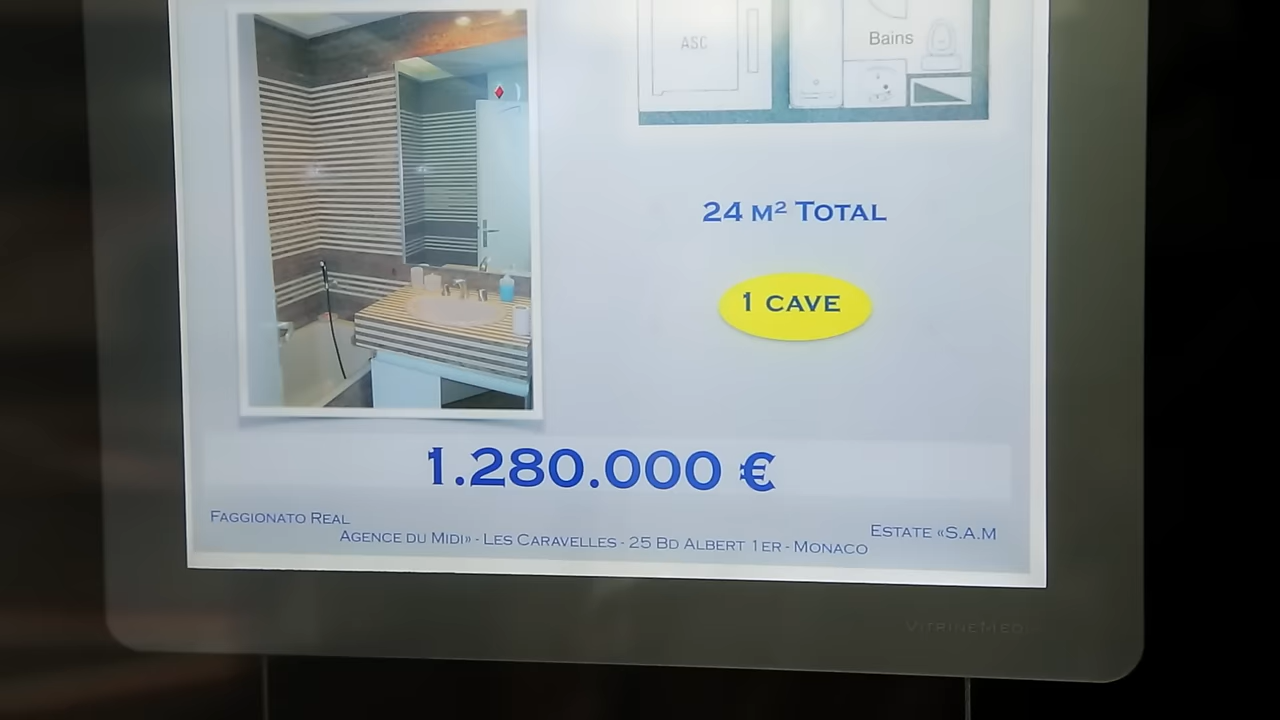 ASC
Bains
24 M² TOTAL
1 CAVE
1.280.000 €
FAGGIONATO REAL
ESTATE «S.A.M
AGENCE DU MIDI» - LES CARAVELLES - 25 BD ALBERT 1ER - MONACO
VITRINEMEDIA